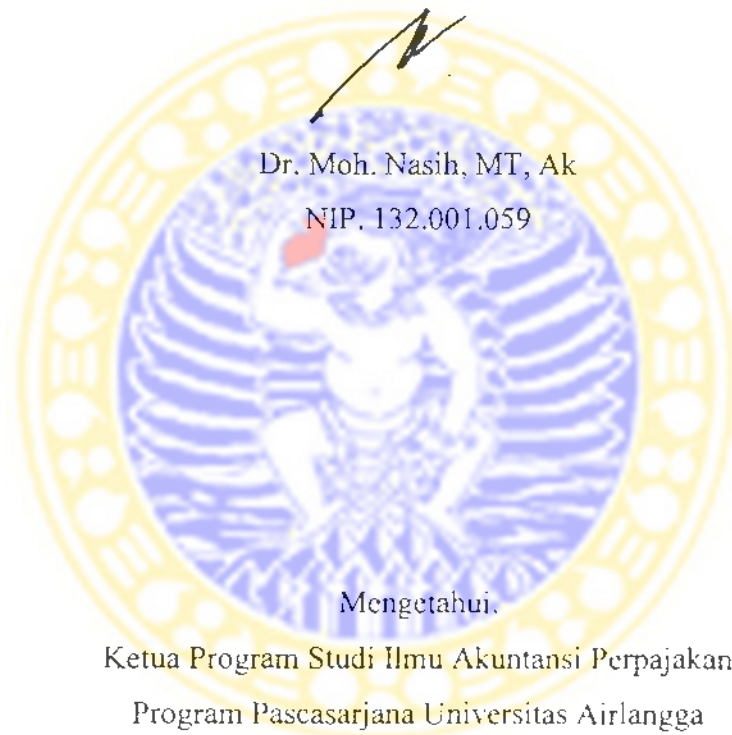 Dr. Moh. Nasih, MT, Ak
NIP. 132.001.059
Mengetahui,
Ketua Program Studi Ilmu Akuntansi Perpajakan
Program Pascasarjana Universitas Airlangga